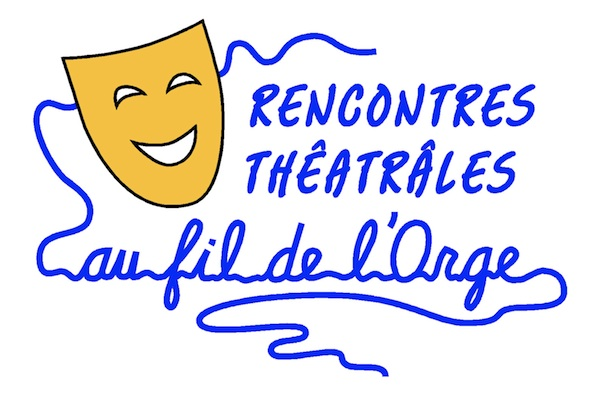 RENCONTRES
THÉÂTRÂLES
au fil de l'Orge